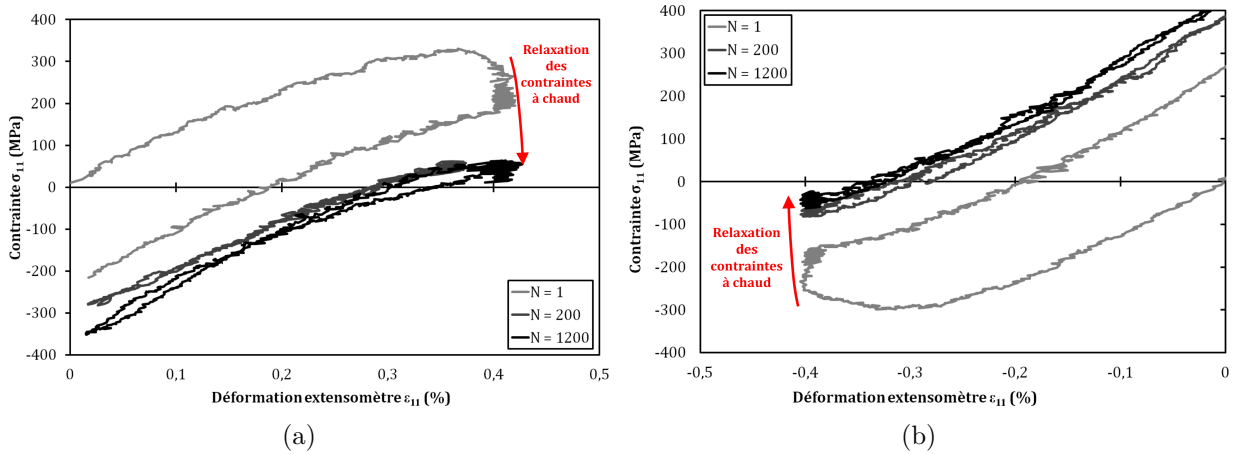 400
300
200
100
0
-100
-200
-300
-400
Contrainte σ11 (MPa)
0
0,1
0,2
0,3
0,4
0,5
Déformation extensomètre ε11 (%)
Relaxation
des
contraintes
à chaud
N = 1
N = 200
N = 1200
(a)
400
300
200
100
0
-100
-200
-300
-400
Contrainte σ11 (MPa)
-0,5
-0,4
-0,3
-0,2
-0,1
0
Déformation extensomètre ε11 (%)
N = 1
N = 200
N = 1200
Relaxation
des
contraintes
à chaud
(b)